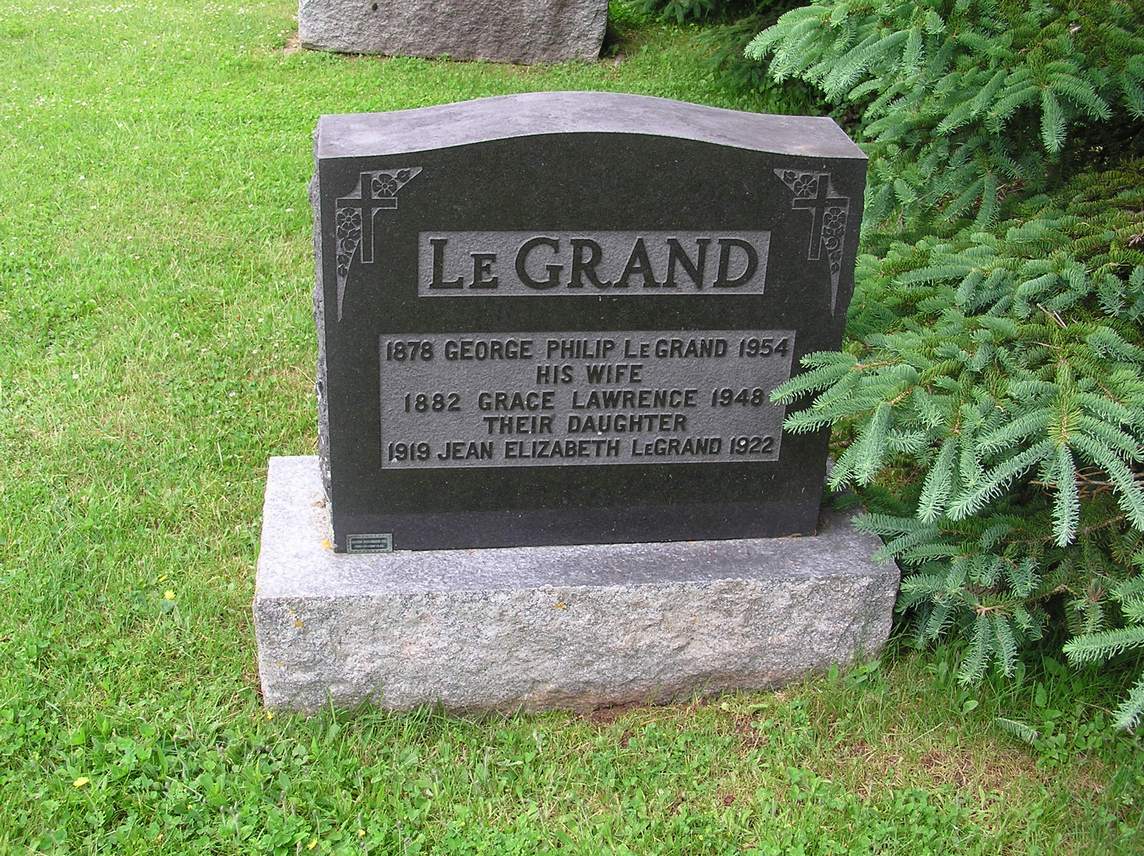 LeGRAND
1878 GEORGE PHILIP LeGRAND 1954
HIS WIFE
1882 GRACE LAWRENCE 1948
THEIR DAUGHTER
1919 JEAN ELIZABETH LeGRAND 1922